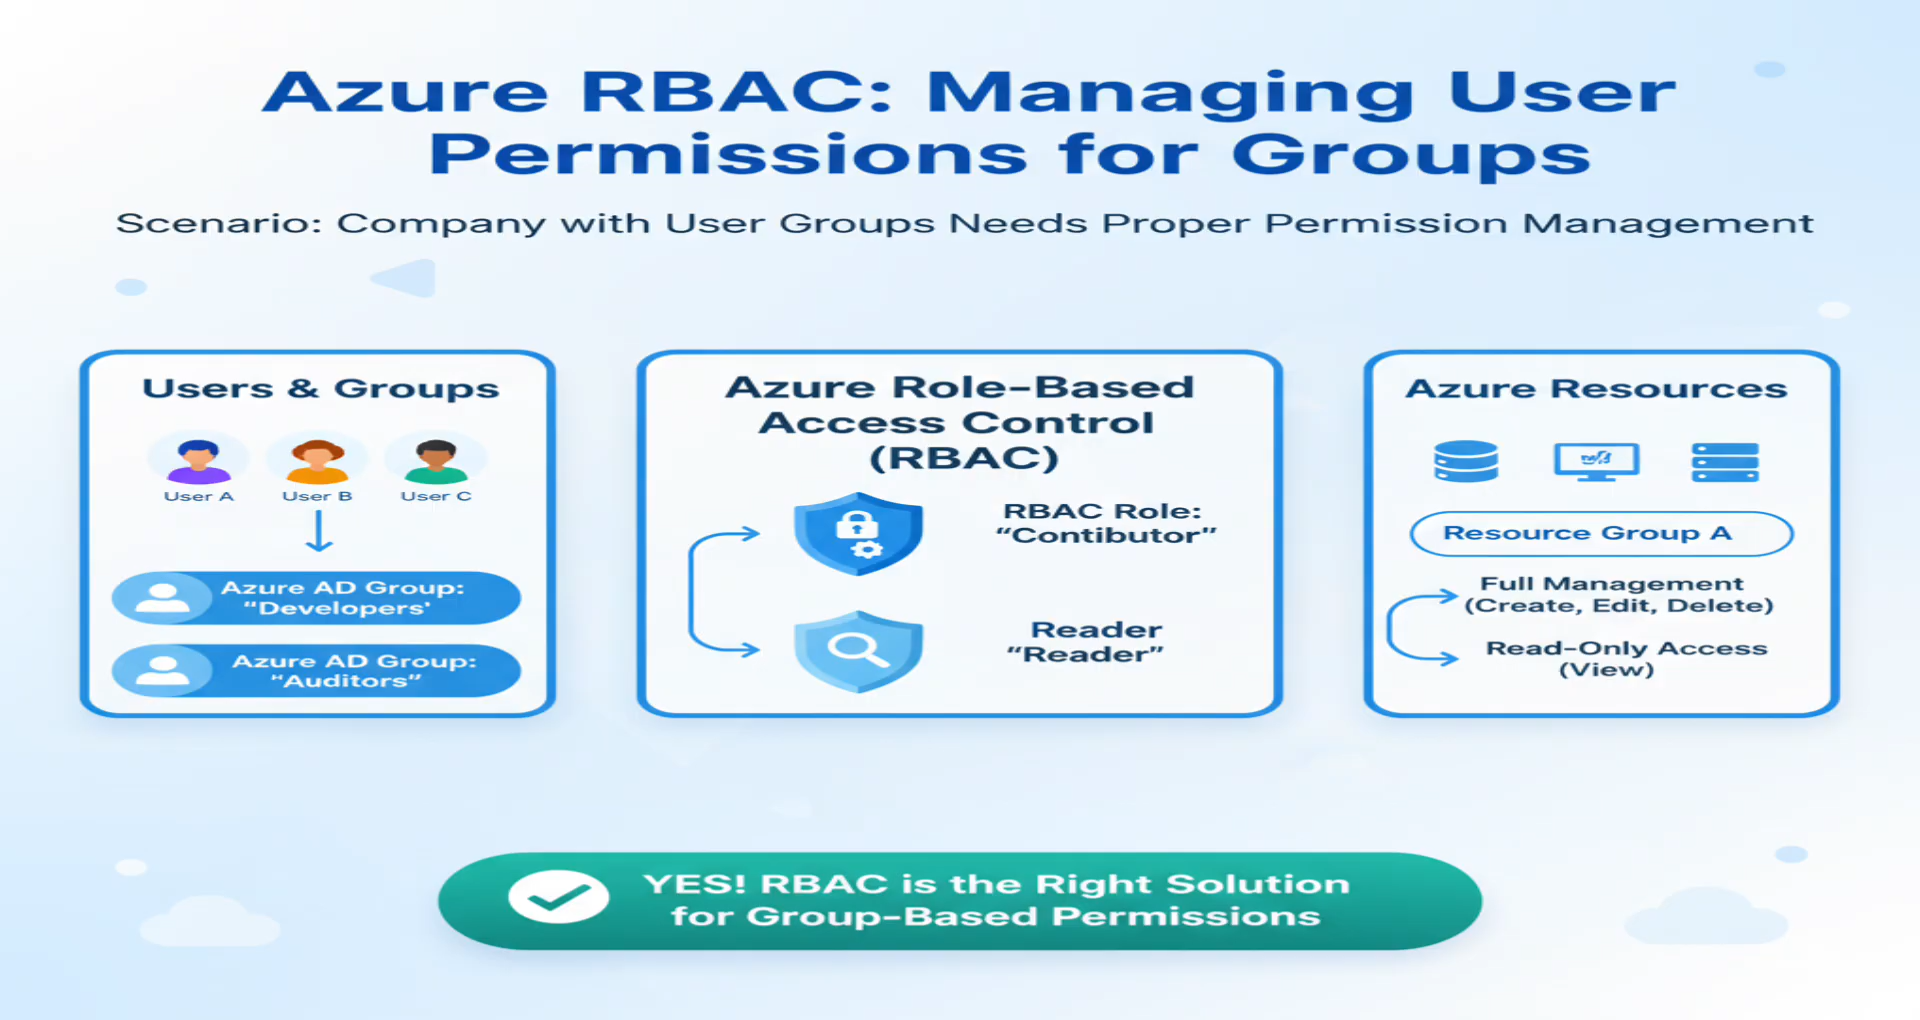 Azure RBAC: Managing User
Permissions for Groups
Scenario: Company with User Groups Needs Proper Permission Management
Users & Groups
User A
User B
User C
Azure AD Group:
“Developers'
Azure AD Group:
“Auditors”
Azure Role-Based
Access Control
(RBAC)
RBAC Role:
“Contibutor”
Reader
“Reader”
Azure Resources
Resource Group A
Full Management
(Create, Edit, Delete)
Read-Only Access
(View)
YES! RBAC is the Right Solution
for Group-Based Permissions